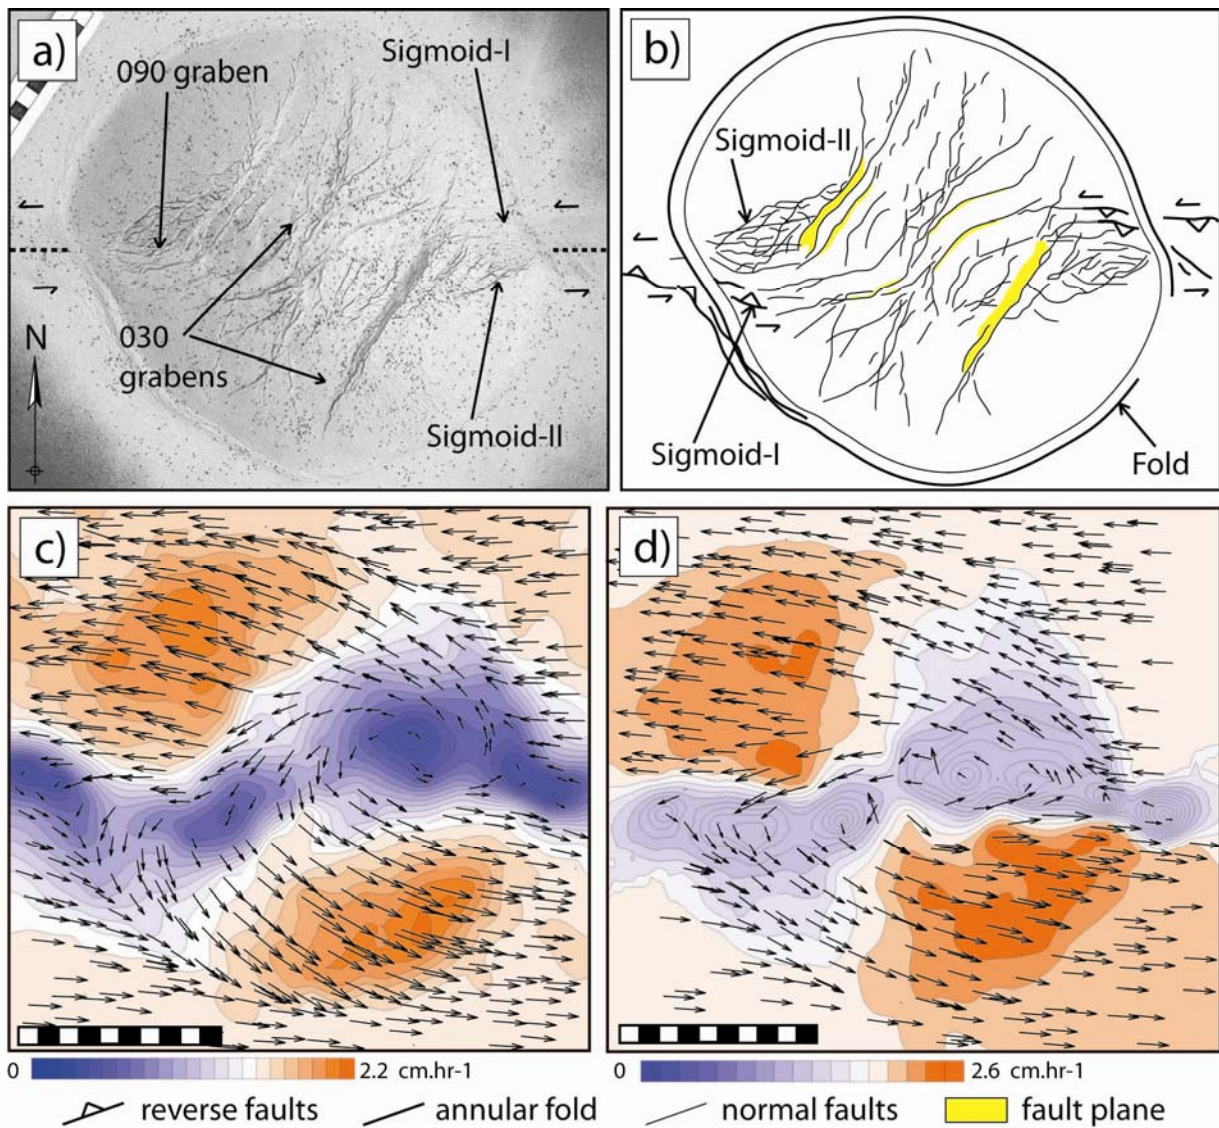 a)
090 graben
Sigmoid-I
030
grabens
N
Sigmoid-II
b)
Sigmoid-II
Sigmoid-I
Fold
c)
d)
0
2.2 cm.hr-1
0
2.6 cm.hr-1
reverse faults
annular fold
normal faults
fault plane